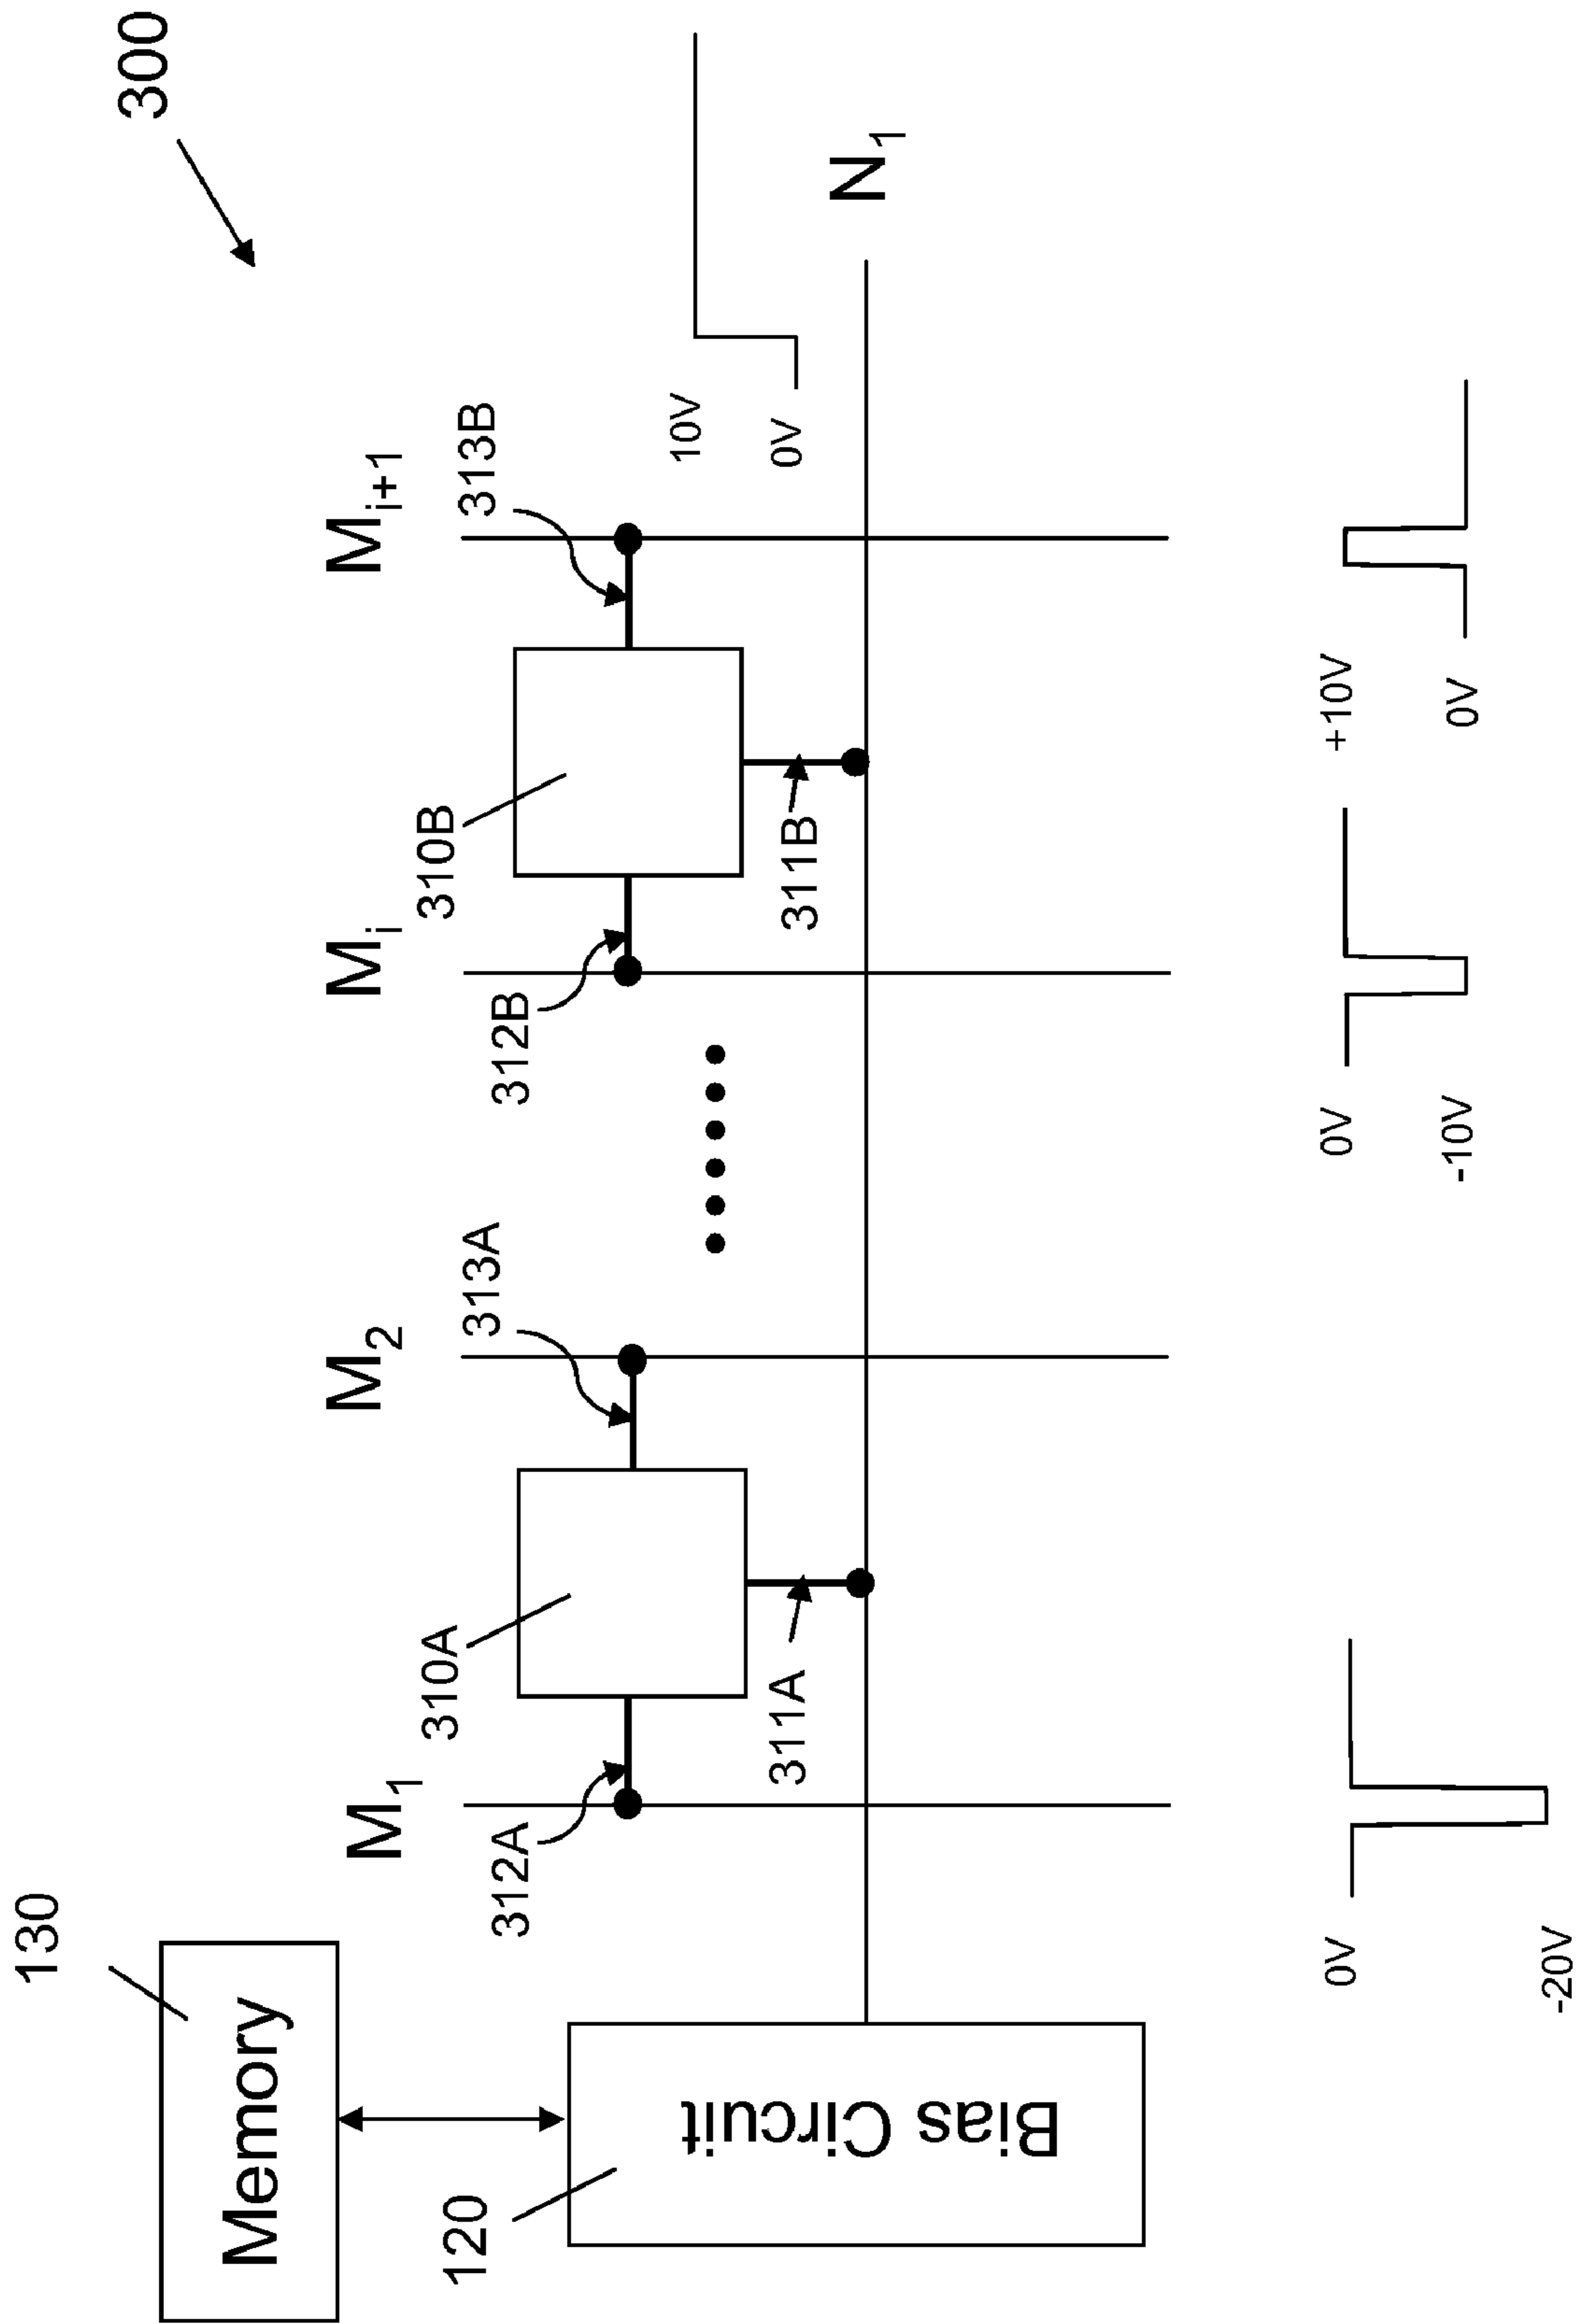 300
130
Memory
120
Bias Circuit
M1
M2
Mi
Mi+1
312A
310A
313A
312B
310B
313B
311A
311B
10V
0V
N1
0V
-20V
0V
-10V
+10V
0V